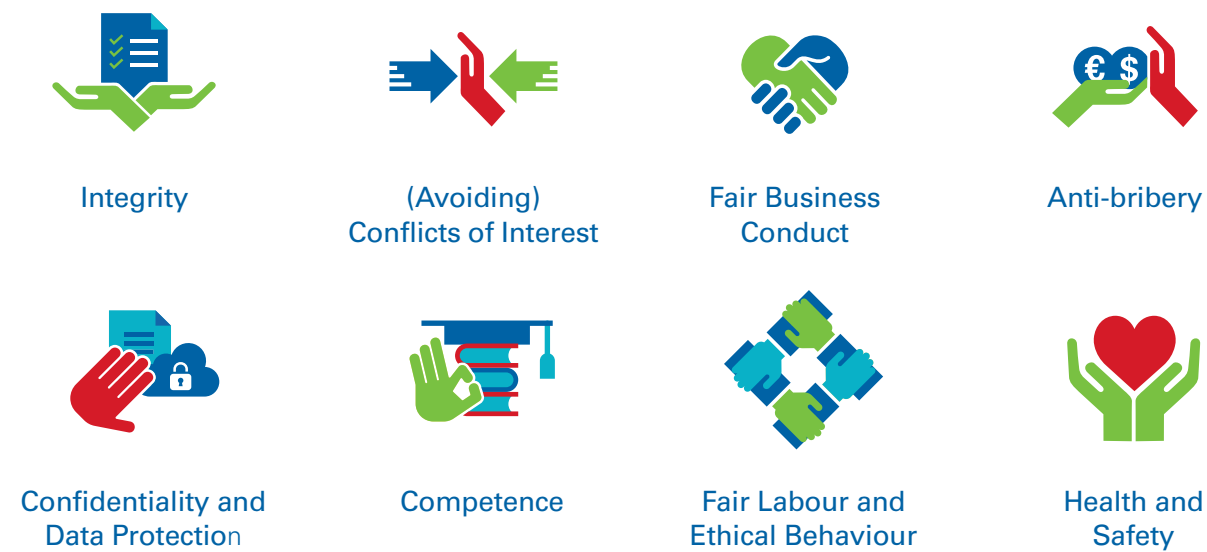 € $
Integrity
(Avoiding)
Conflicts of Interest
Fair Business
Conduct
Anti-bribery
Confidentiality and
Data Protection
Competence
Fair Labour and
Ethical Behaviour
Health and
Safety